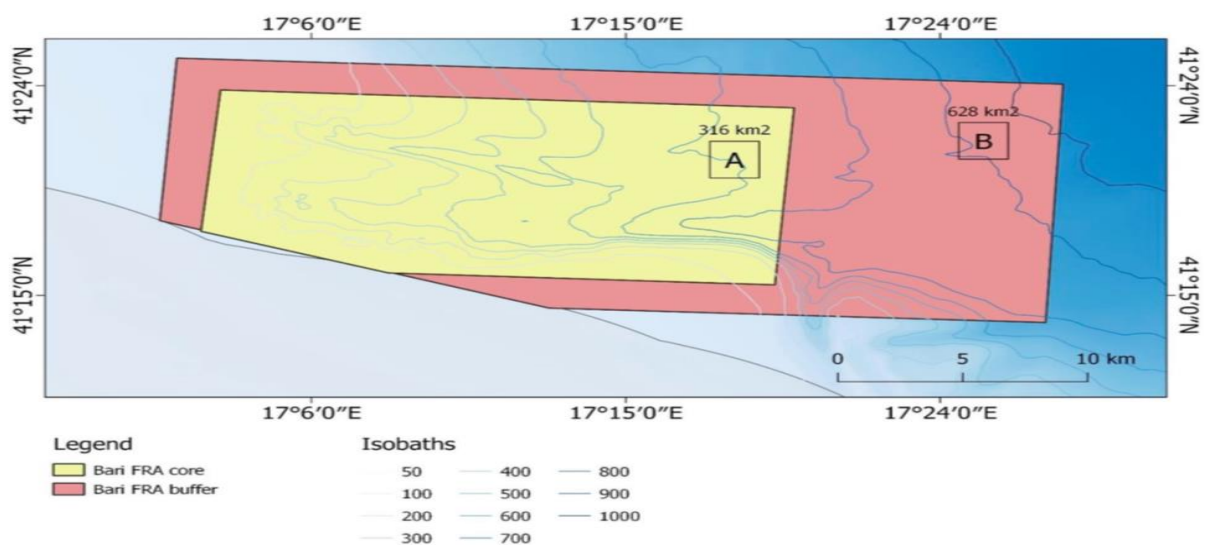 17°6′0″E 17°15′0″E 17°24′0″E
41°24′0″N
41°24′0″N
316 km2
A
628 km2
B
41°15′0″N
41°15′0″N
0 5 10 km
17°6′0″E 17°15′0″E 17°24′0″E
Legend
Bari FRA core
Bari FRA buffer
Isobaths
50 400 800
100 500 900
200 600 1000
300 700